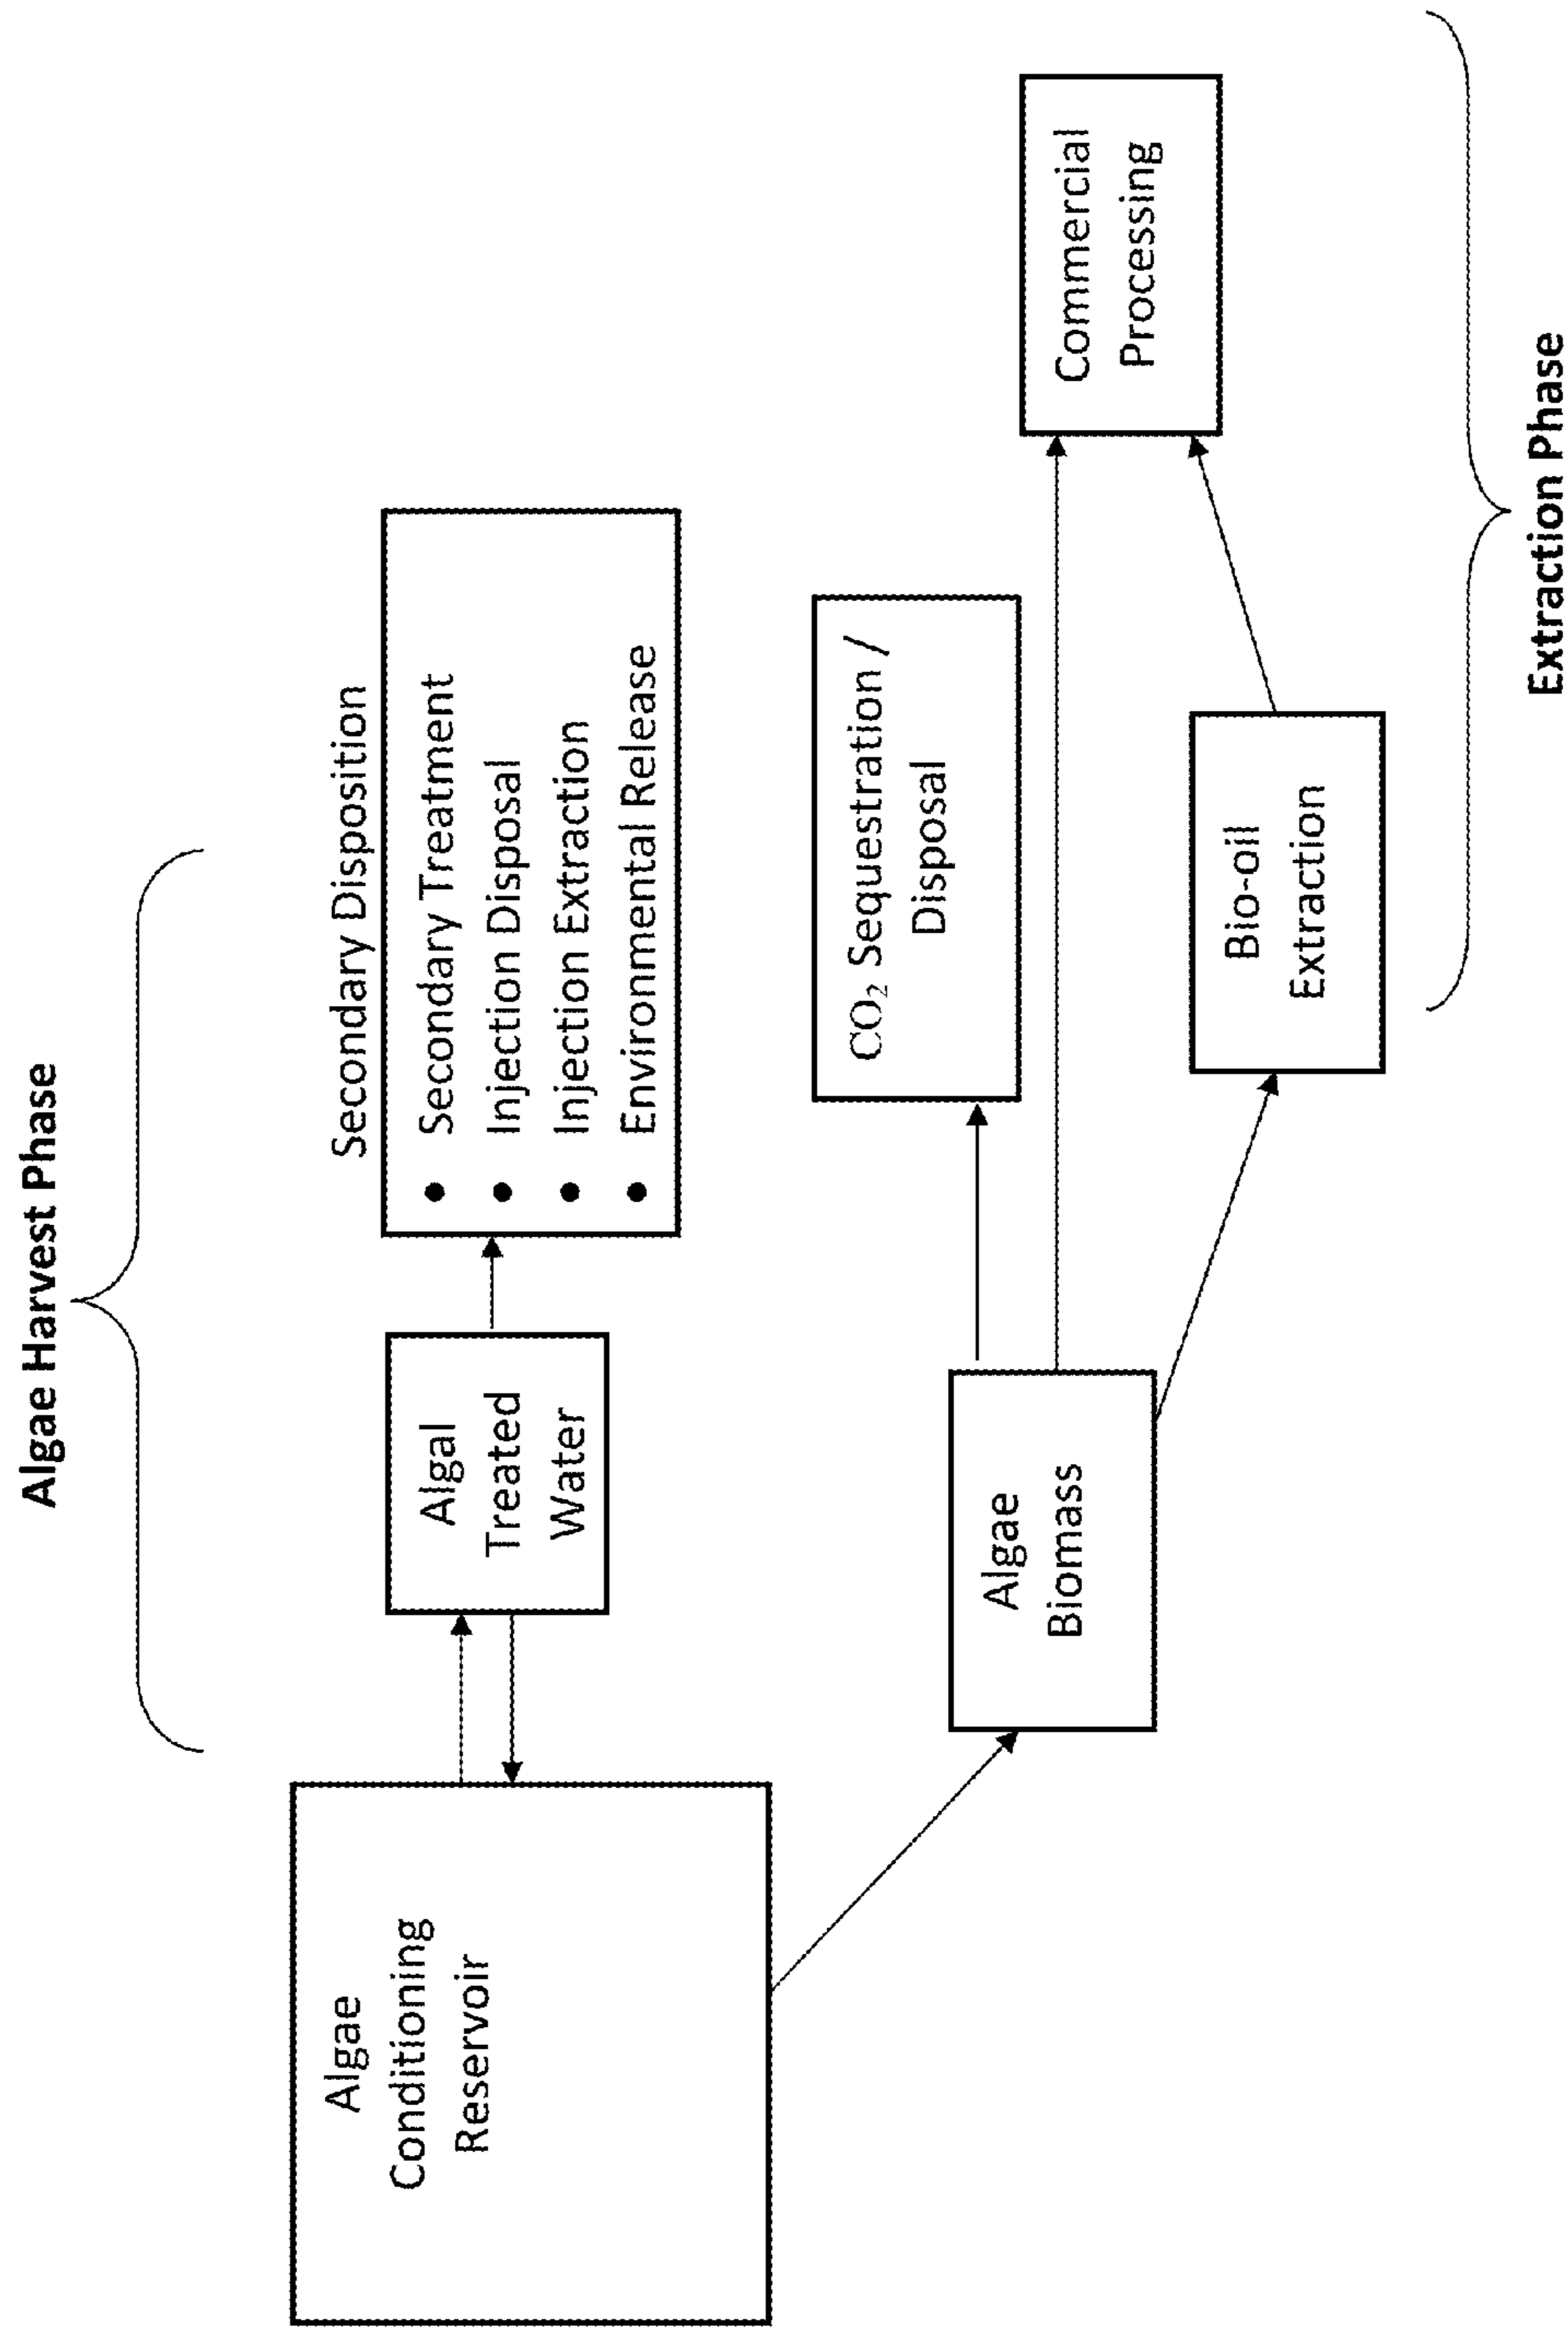 Algae Harvest Phase
Secondary Disposition
• Secondary Treatment
• Injection Disposal
• Injection Extraction
• Environmental Release
Algae
Conditioning
Reservoir
Algal
Treated
Water
CO₂ Sequestration /
Disposal
Algae
Biomass
Commercial
Processing
Bio-oil
Extraction
Extraction Phase